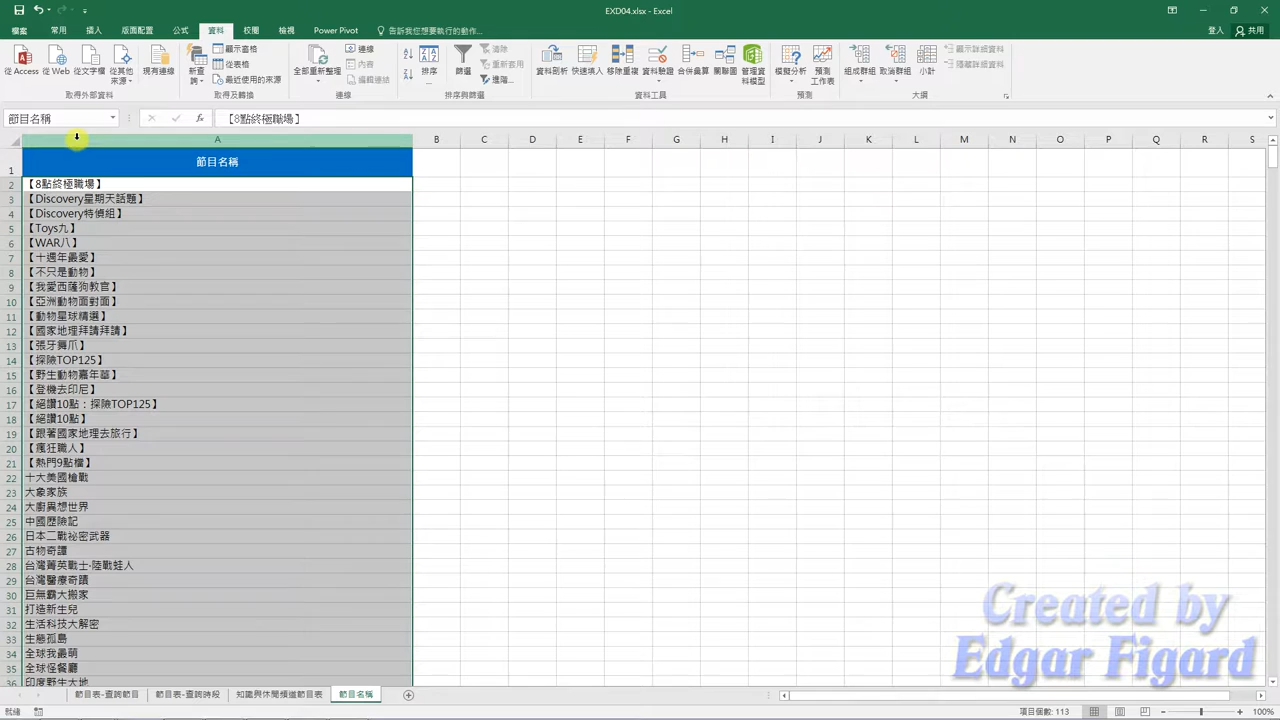 EXD04.xlsx - Excel
檔案 常用 插入 版面配置 公式 資料 校閱 檢視 Power Pivot 告訴我您想要執行的動作... 登入 共用
從 Access 從 Web 從文字檔 從其他來源 現有連線 新查詢 顯示查詢 從表格 最近使用的來源 全部重新整理 連線 內容 編輯連結 排序... 篩選 清除 重新套用 進階... 資料剖析 快速填入 移除重複 資料驗證 合併彙算 關聯圖 管理資料模型 模擬分析 預測工作表 組成群組 取消群組 小計 顯示詳細資料 隱藏詳細資料
取得外部資料 取得及轉換 連線 排序與篩選 資料工具 預測 大綱
節目名稱 fx 【8點終極職場】
A B C D E F G H I J K L M N O P Q R S
1 節目名稱
2 【8點終極職場】
3 【Discovery星期天話題】
4 【Discovery特偵組】
5 【Toys九】
6 【WAR八】
7 【十週年最愛】
8 【不只是動物】
9 【我愛西薩狗教官】
10 【亞洲動物面對面】
11 【動物星球精選】
12 【國家地理拜請拜請】
13 【張牙舞爪】
14 【探險TOP125】
15 【野生動物嘉年華】
16 【登機去印尼】
17 【絕讚10點：探險TOP125】
18 【絕讚10點】
19 【跟著國家地理去旅行】
20 【瘋狂職人】
21 【熱門9點檔】
22 十大美國槍戰
23 大象家族
24 大廚異想世界
25 中國歷險記
26 日本二戰祕密武器
27 古物奇譚
28 台灣菁英戰士-陸戰蛙人
29 台灣醫療奇蹟
30 巨無霸大搬家
31 打造新生兒
32 生活科技大解密
33 生態孤島
34 全球我最萌
35 全球怪餐廳
印度野生大地
Created by
Edgar Figard
節目表-查詢節目 節目表-查詢時段 知識與休閒頻道節目表 節目名稱
就緒 項目個數: 113 100%